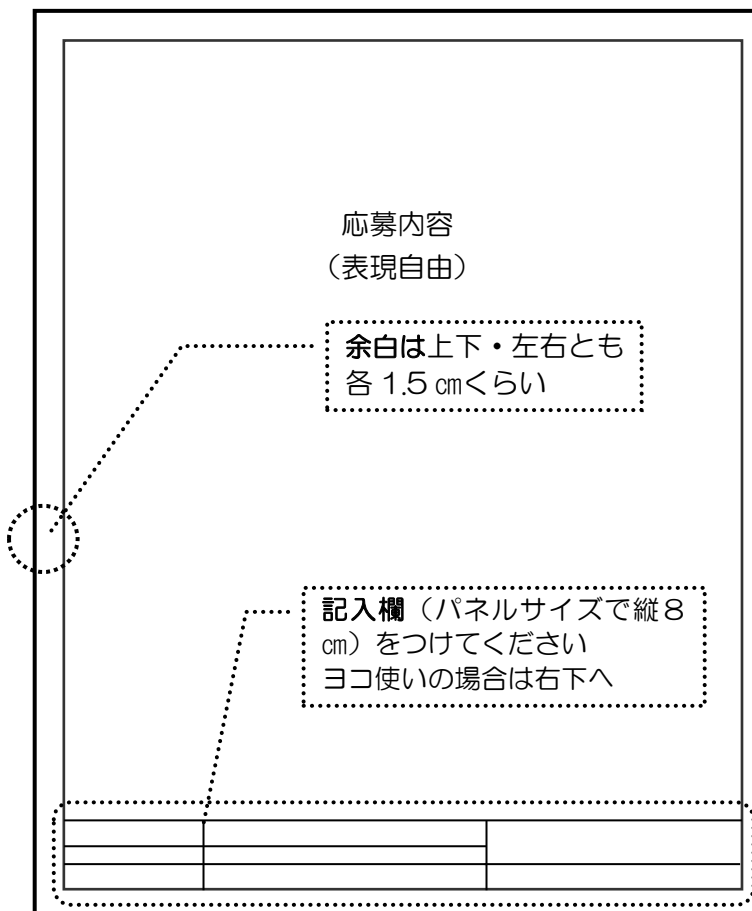 応募内容
（表現自由）
余白は上下・左右とも
各 1.5 ㎝くらい
記入欄（パネルサイズで縦８
㎝）をつけてください
ヨコ使いの場合は右下へ